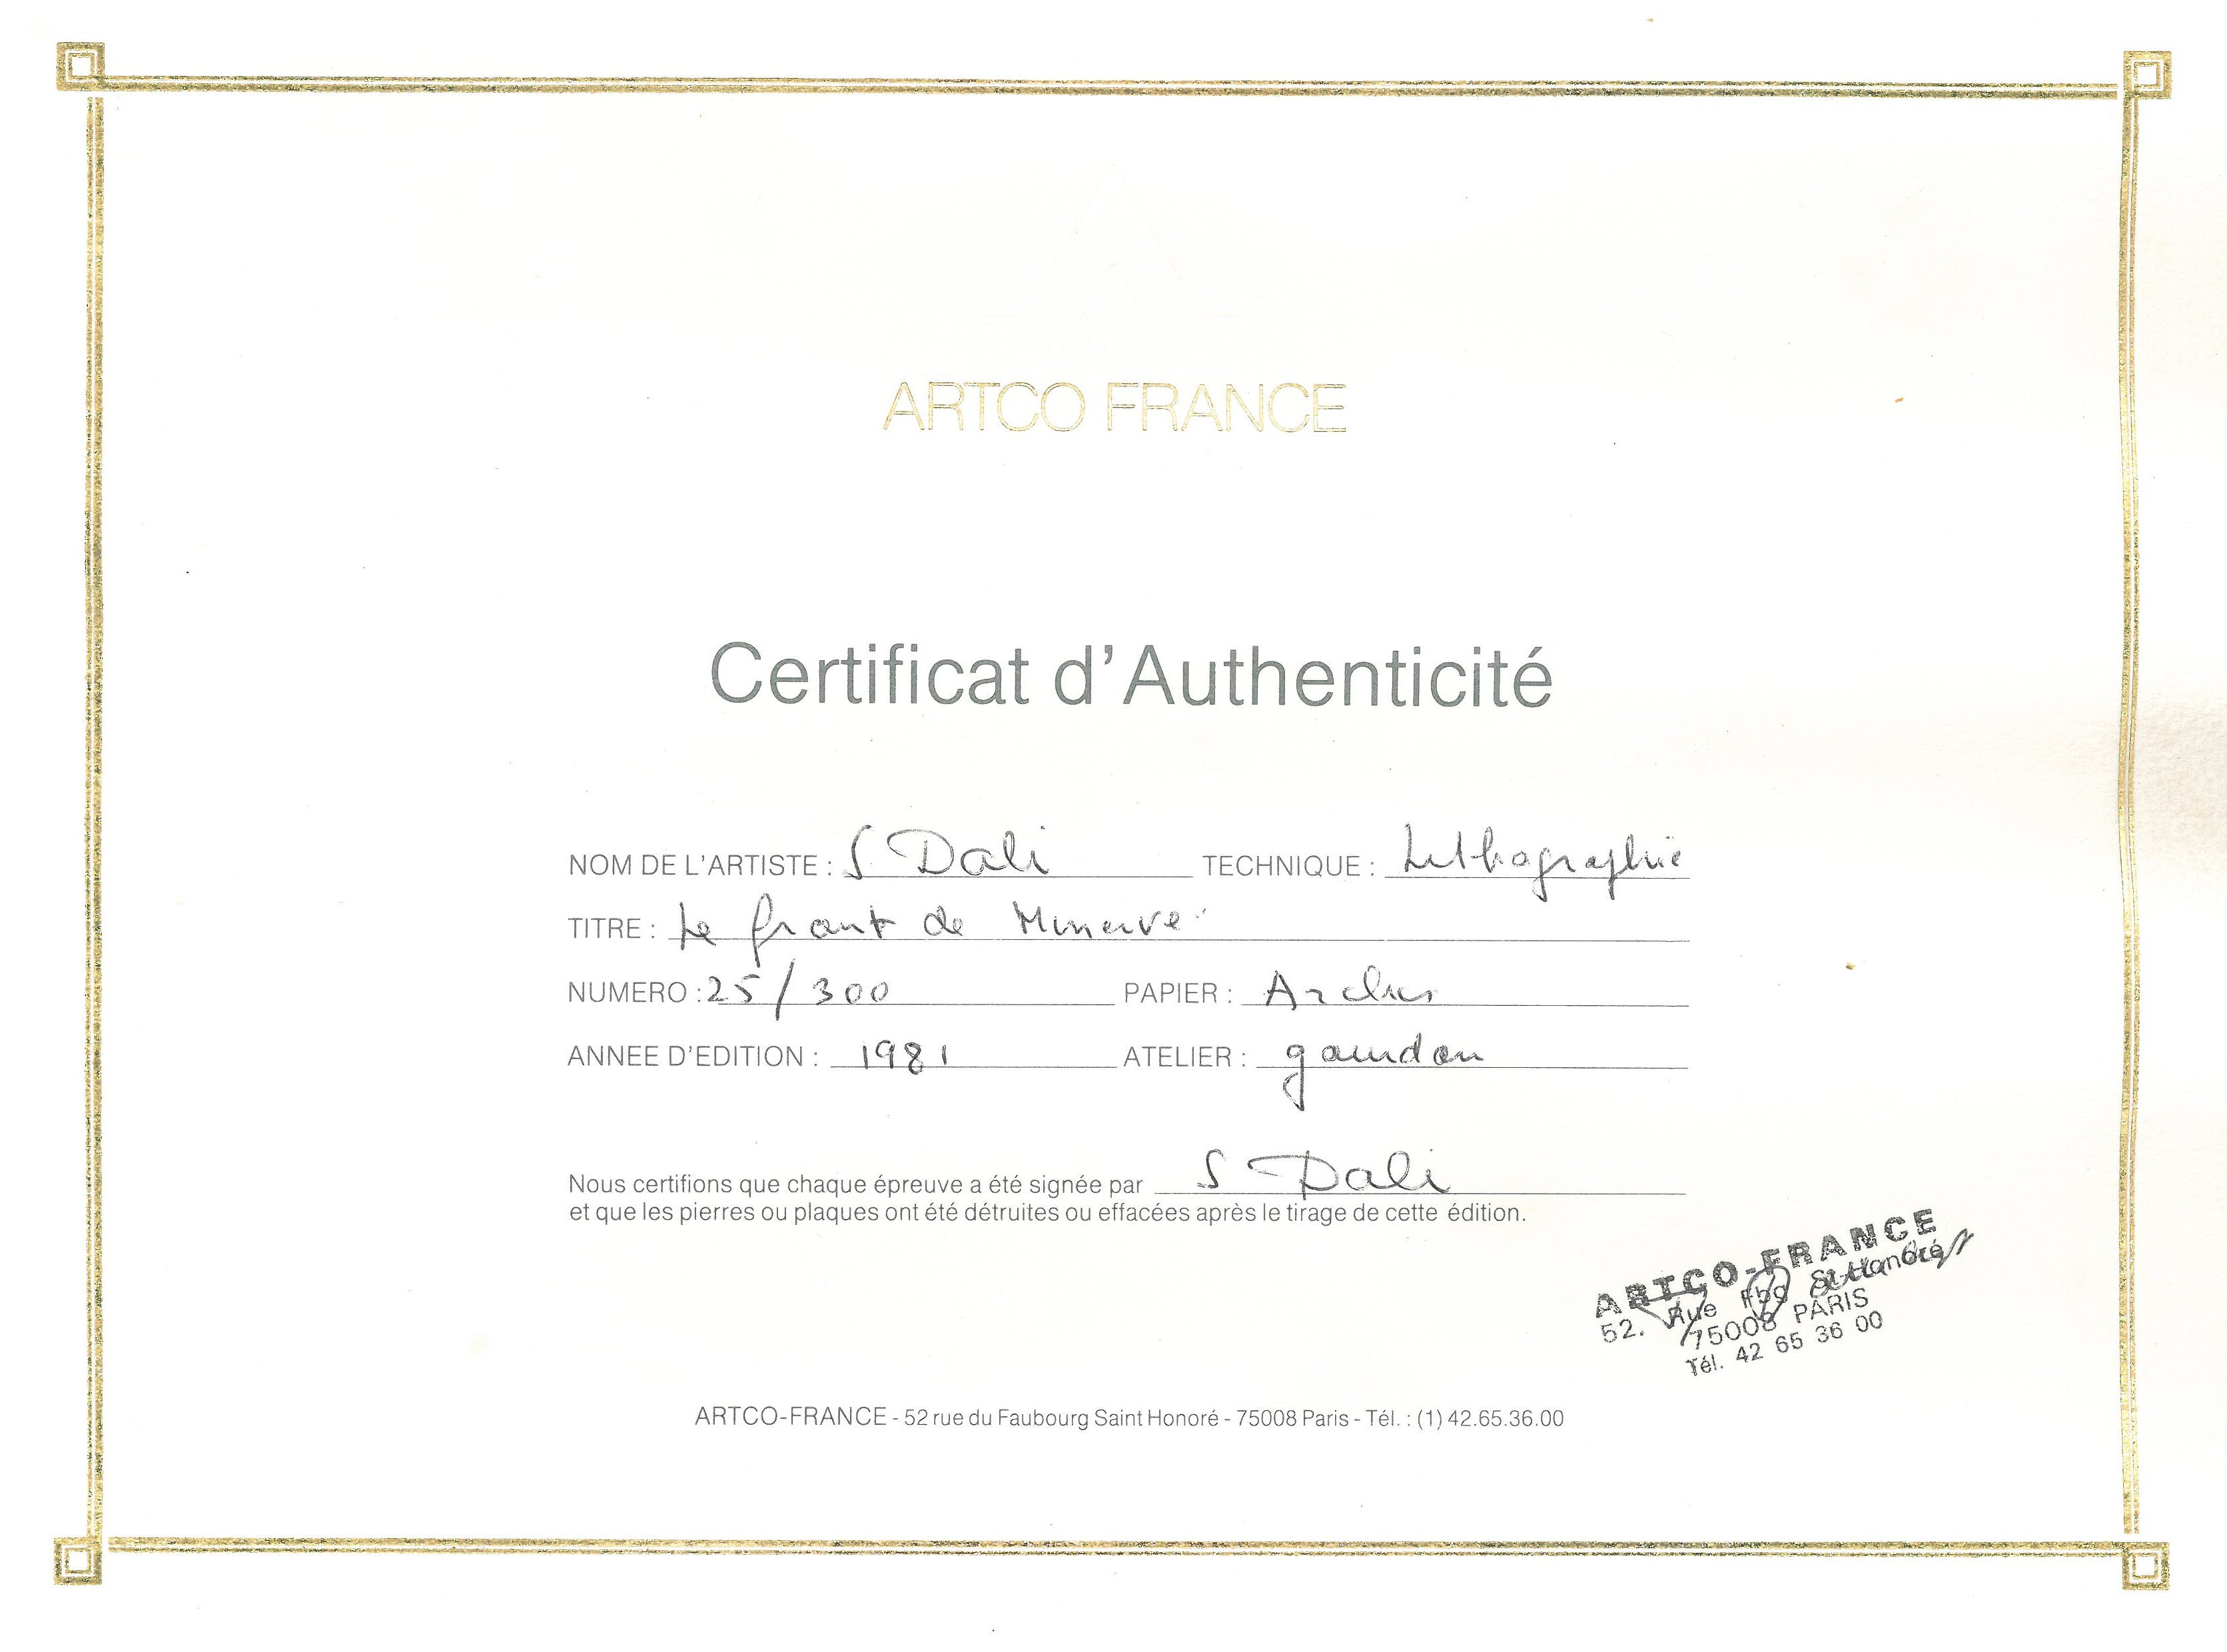 ARTCO FRANCE
Certificat d'Authenticité
NOM DE L'ARTISTE : S. Dali TECHNIQUE : Lithographie
TITRE : Le front de Minerve
NUMERO : 25/300 PAPIER : Arches
ANNEE D'EDITION : 1981 ATELIER : gourdon
Nous certifions que chaque épreuve a été signée par S Dali
et que les pierres ou plaques ont été détruites ou effacées après le tirage de cette édition.
ARTCO-FRANCE
52. Rue Fbg St Honoré
75008 PARIS
Tél. 42 65 36 00
ARTCO-FRANCE - 52 rue du Faubourg Saint Honoré - 75008 Paris - Tél. : (1) 42.65.36.00